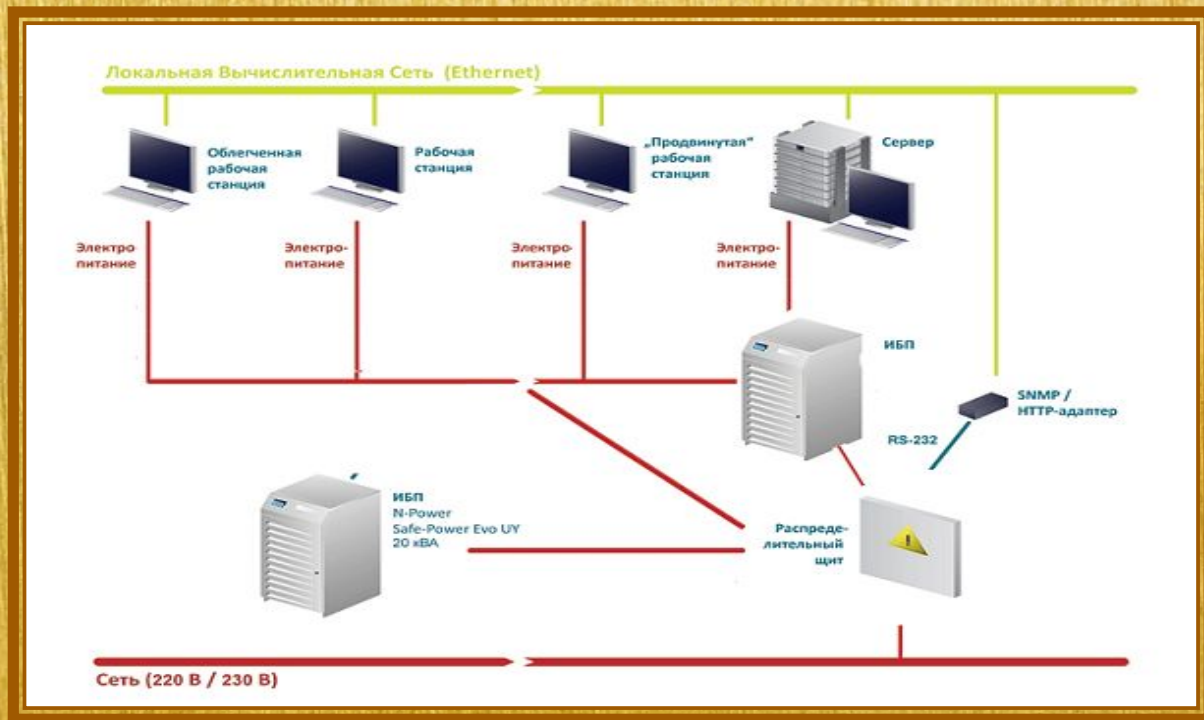 Локальная Вычислительная Сеть (Ethernet)
Облегченная
рабочая
станция
Рабочая
станция
„Продвинутая“
рабочая
станция
Сервер
Электро
питание
Электро-
питание
Электро
питание
Электро-
питание
ИБП
SNMP /
HTTP-адаптер
RS-232
ИБП
N-Power
Safe-Power Evo UY
20 кВА
Распреде-
лительный
щит
Сеть (220 В / 230 В)